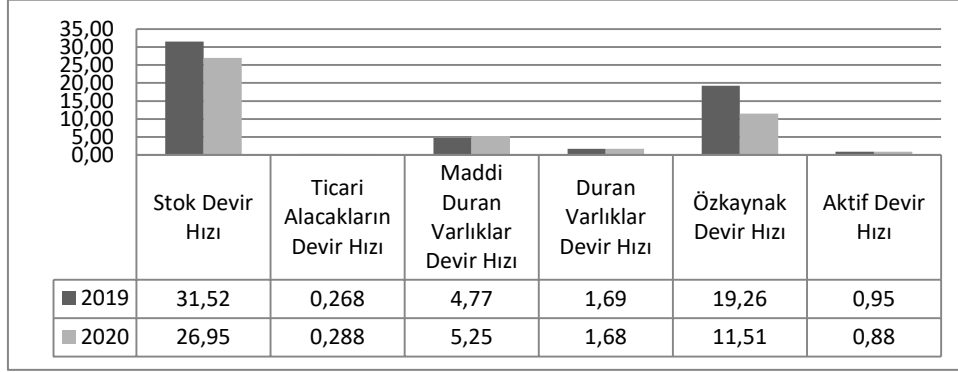 35,00
30,00
25,00
20,00
15,00
10,00
5,00
0,00
Stok Devir
Hızı
Ticari
Alacakların
Devir Hızı
Maddi
Duran
Varlıklar
Devir Hızı
Duran
Varlıklar
Devir Hızı
Özkaynak
Devir Hızı
Aktif Devir
Hızı
2019 31,52 0,268 4,77 1,69 19,26 0,95
2020 26,95 0,288 5,25 1,68 11,51 0,88